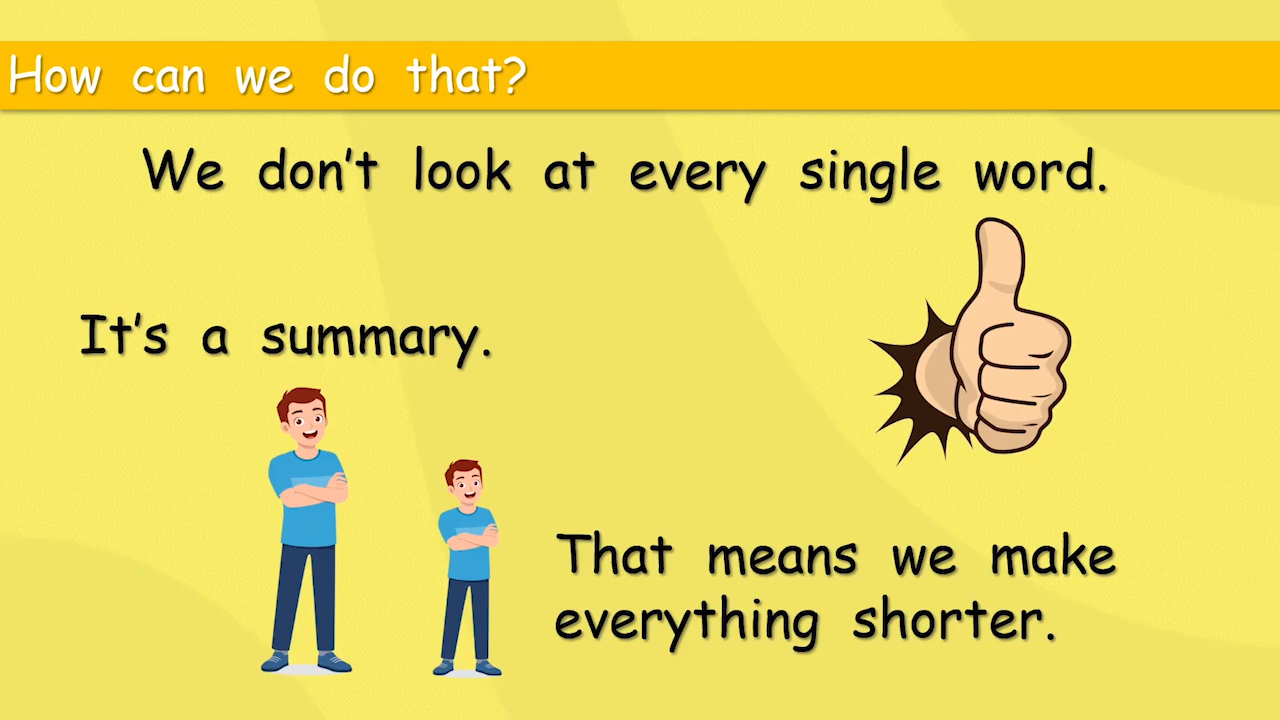 How can we do that?
We don't look at every single word.
It's a summary.
That means we make
everything shorter.